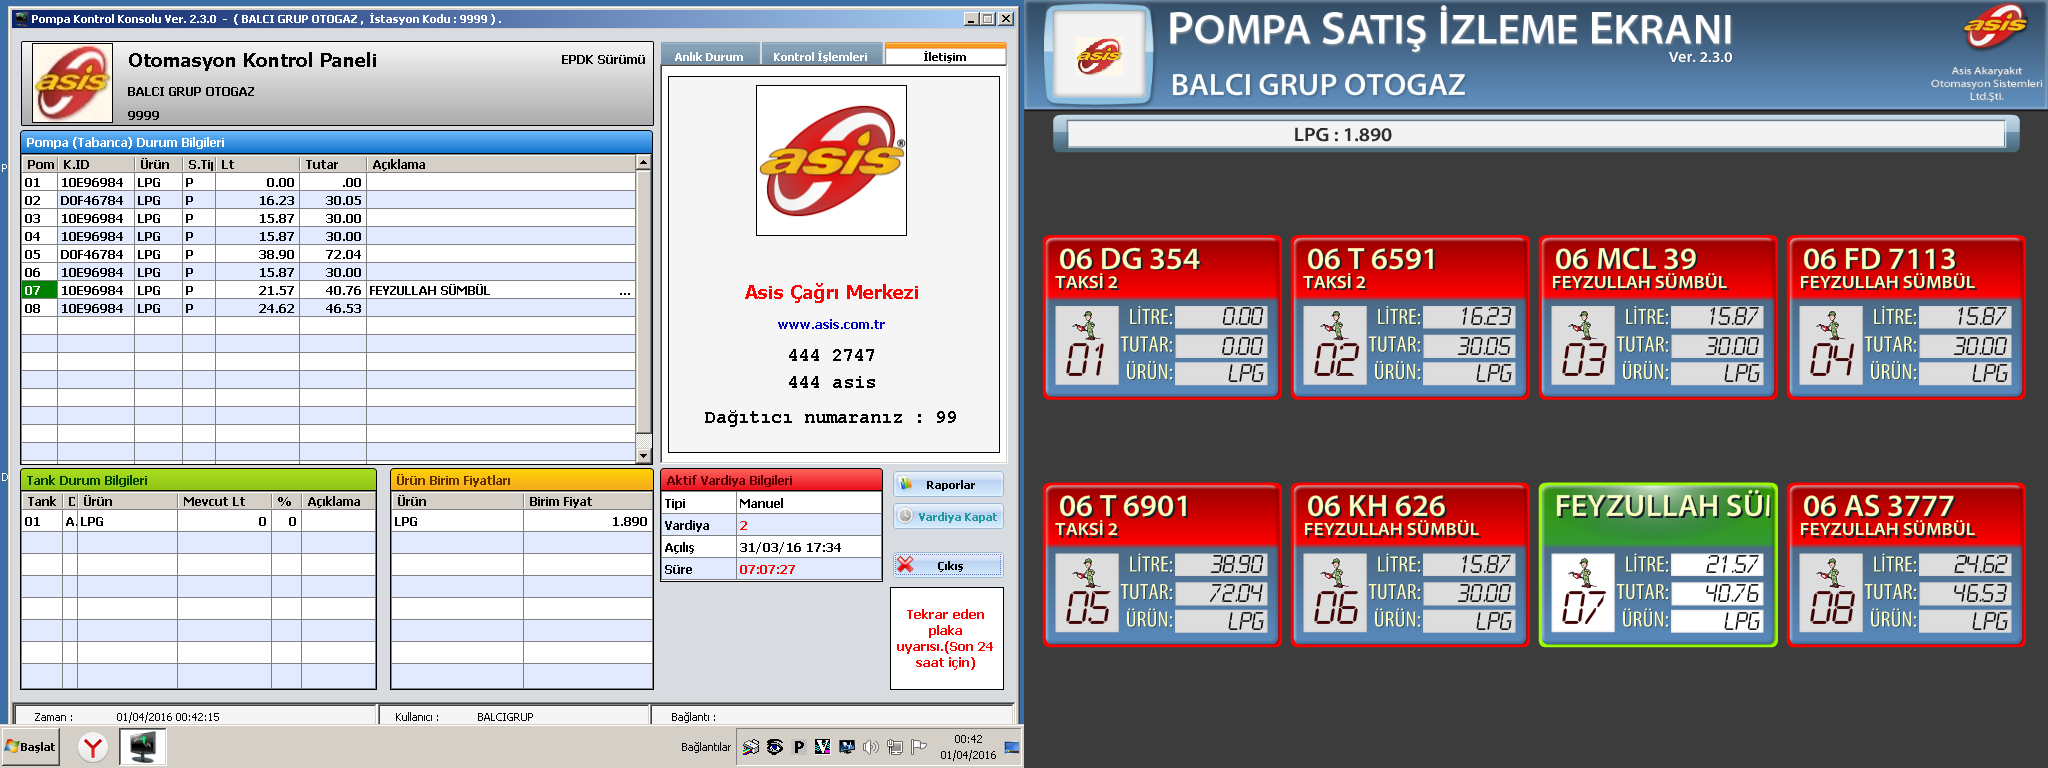 Pompa Kontrol Konsolu Ver. 2.3.0 - ( BALCI GRUP OTOGAZ , İstasyon Kodu : 9999 ) .
asis
Otomasyon Kontrol Paneli
EPDK Sürümü
BALCI GRUP OTOGAZ
9999
Pompa (Tabanca) Durum Bilgileri
Pom K.ID Ürün S.Tip Lt Tutar Açıklama
01 10E96984 LPG P 0.00 .00
02 D0F46784 LPG P 16.23 30.05
03 10E96984 LPG P 15.87 30.00
04 10E96984 LPG P 15.87 30.00
05 D0F46784 LPG P 38.90 72.04
06 10E96984 LPG P 15.87 30.00
07 10E96984 LPG P 21.57 40.76 FEYZULLAH SÜMBÜL ...
08 10E96984 LPG P 24.62 46.53
Anlık Durum Kontrol İşlemleri İletişim
asis
Asis Çağrı Merkezi
www.asis.com.tr
444 2747
444 asis
Dağıtıcı numaranız : 99
Tank Durum Bilgileri
Tank D Ürün Mevcut Lt % Açıklama
01 A. LPG 0 0
Ürün Birim Fiyatları
Ürün Birim Fiyat
LPG 1.890
Aktif Vardiya Bilgileri
Tipi Manuel
Vardiya 2
Açılış 31/03/16 17:34
Süre 07:07:27
Raporlar
Vardiya Kapat
Çıkış
Tekrar eden
plaka
uyarısı.(Son 24
saat için)
Zaman : 01/04/2016 00:42:15
Kullanıcı : BALCIGRUP
Bağlantı :
Başlat
Bağlantılar
00:42
01/04/2016
asis
POMPA SATIŞ İZLEME EKRANI
Ver. 2.3.0
BALCI GRUP OTOGAZ
asis
Asis Akaryakıt
Otomasyon Sistemleri
Ltd.Şti.
LPG : 1.890
06 DG 354
TAKSİ 2
01
LİTRE: 0.00
TUTAR: 0.00
ÜRÜN: LPG
06 T 6591
TAKSİ 2
02
LİTRE: 16.23
TUTAR: 30.05
ÜRÜN: LPG
06 MCL 39
FEYZULLAH SÜMBÜL
03
LİTRE: 15.87
TUTAR: 30.00
ÜRÜN: LPG
06 FD 7113
FEYZULLAH SÜMBÜL
04
LİTRE: 15.87
TUTAR: 30.00
ÜRÜN: LPG
06 T 6901
TAKSİ 2
05
LİTRE: 38.90
TUTAR: 72.04
ÜRÜN: LPG
06 KH 626
FEYZULLAH SÜMBÜL
06
LİTRE: 15.87
TUTAR: 30.00
ÜRÜN: LPG
FEYZULLAH SÜ
07
LİTRE: 21.57
TUTAR: 40.76
ÜRÜN: LPG
06 AS 3777
FEYZULLAH SÜMBÜL
08
LİTRE: 24.62
TUTAR: 46.53
ÜRÜN: LPG